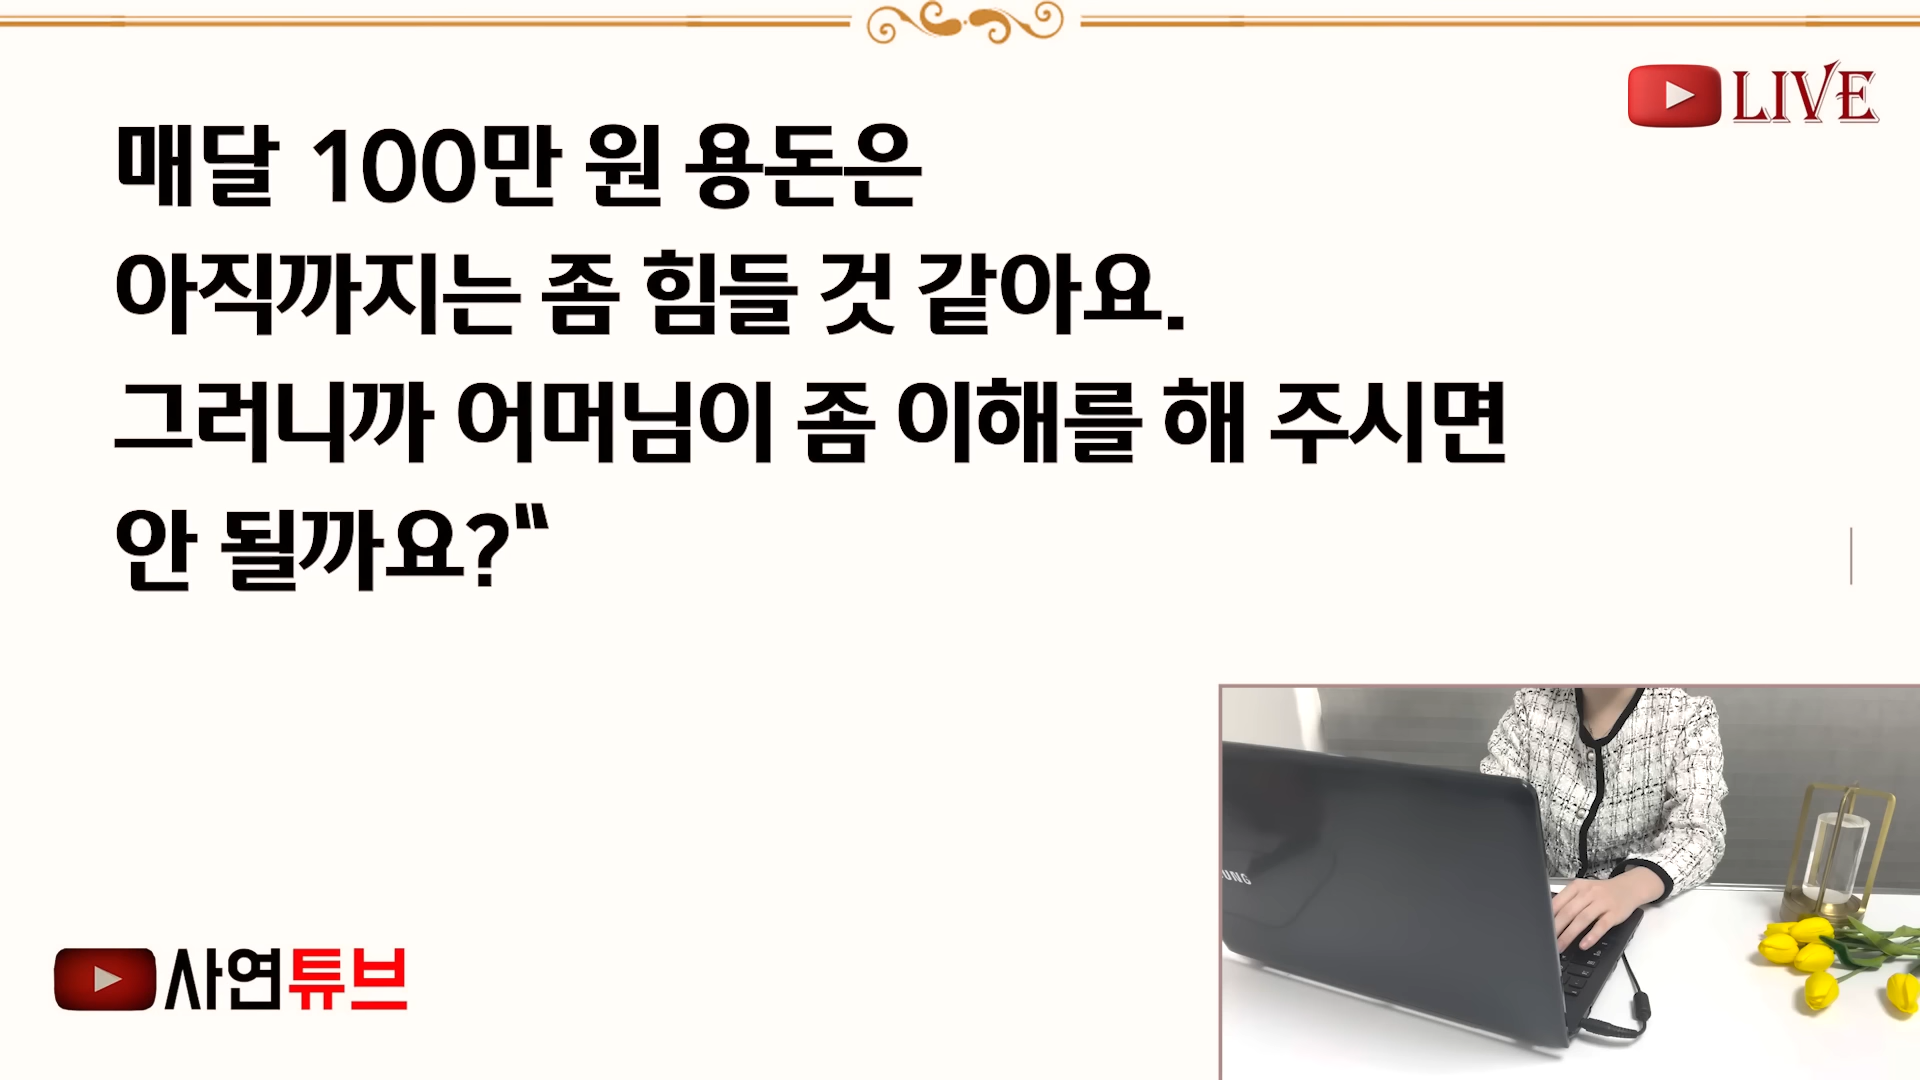 LIVE
매달 100만 원 용돈은
아직까지는 좀 힘들 것 같아요.
그러니까 어머님이 좀 이해를 해 주시면
안 될까요?“
UNG
사연튜브